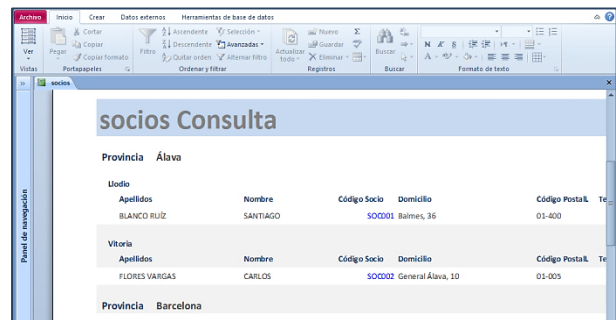 Archivo Inicio Crear Datos externos Herramientas de base de datos
Ver
Pegar
Cortar
Copiar
Copiar formato
Filtro
Ascendente
Descendente
Quitar orden
Selección
Avanzadas
Alternar filtro
Actualizar todo
Nuevo
Guardar
Eliminar
Buscar
N K S
A
Vistas Portapapeles Ordenar y filtrar Registros Buscar Formato de texto
socios
Panel de navegación
socios Consulta
Provincia Álava
Llodio
Apellidos Nombre Código Socio Domicilio Código Postal Te
BLANCO RUÍZ SANTIAGO SOC001 Balmes, 36 01-400
Vitoria
Apellidos Nombre Código Socio Domicilio Código Postal Te
FLORES VARGAS CARLOS SOC002 General Álava, 10 01-005
Provincia Barcelona